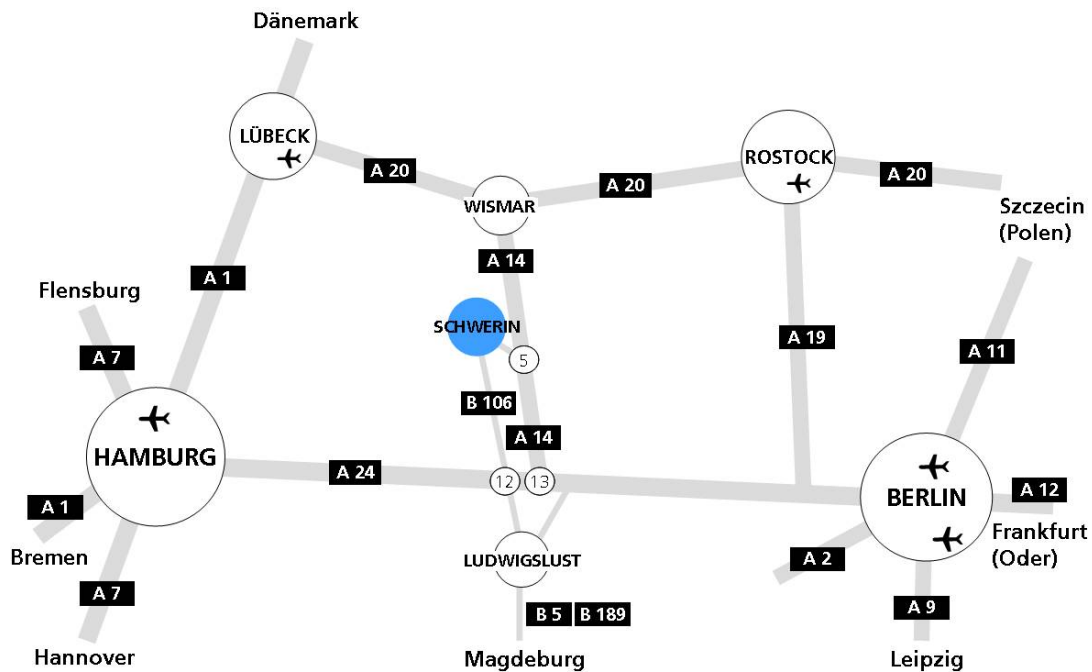 Dänemark
LÜBECK
A 20
ROSTOCK
A 20
A 20
WISMAR
Szczecin
(Polen)
A 14
A 1
Flensburg
SCHWERIN
A 7
5
A 19
A 11
B 106
A 14
HAMBURG
A 24
12
13
BERLIN
A 12
A 1
Bremen
Frankfurt
(Oder)
LUDWIGSLUST
A 2
A 7
B 5
B 189
A 9
Hannover
Magdeburg
Leipzig